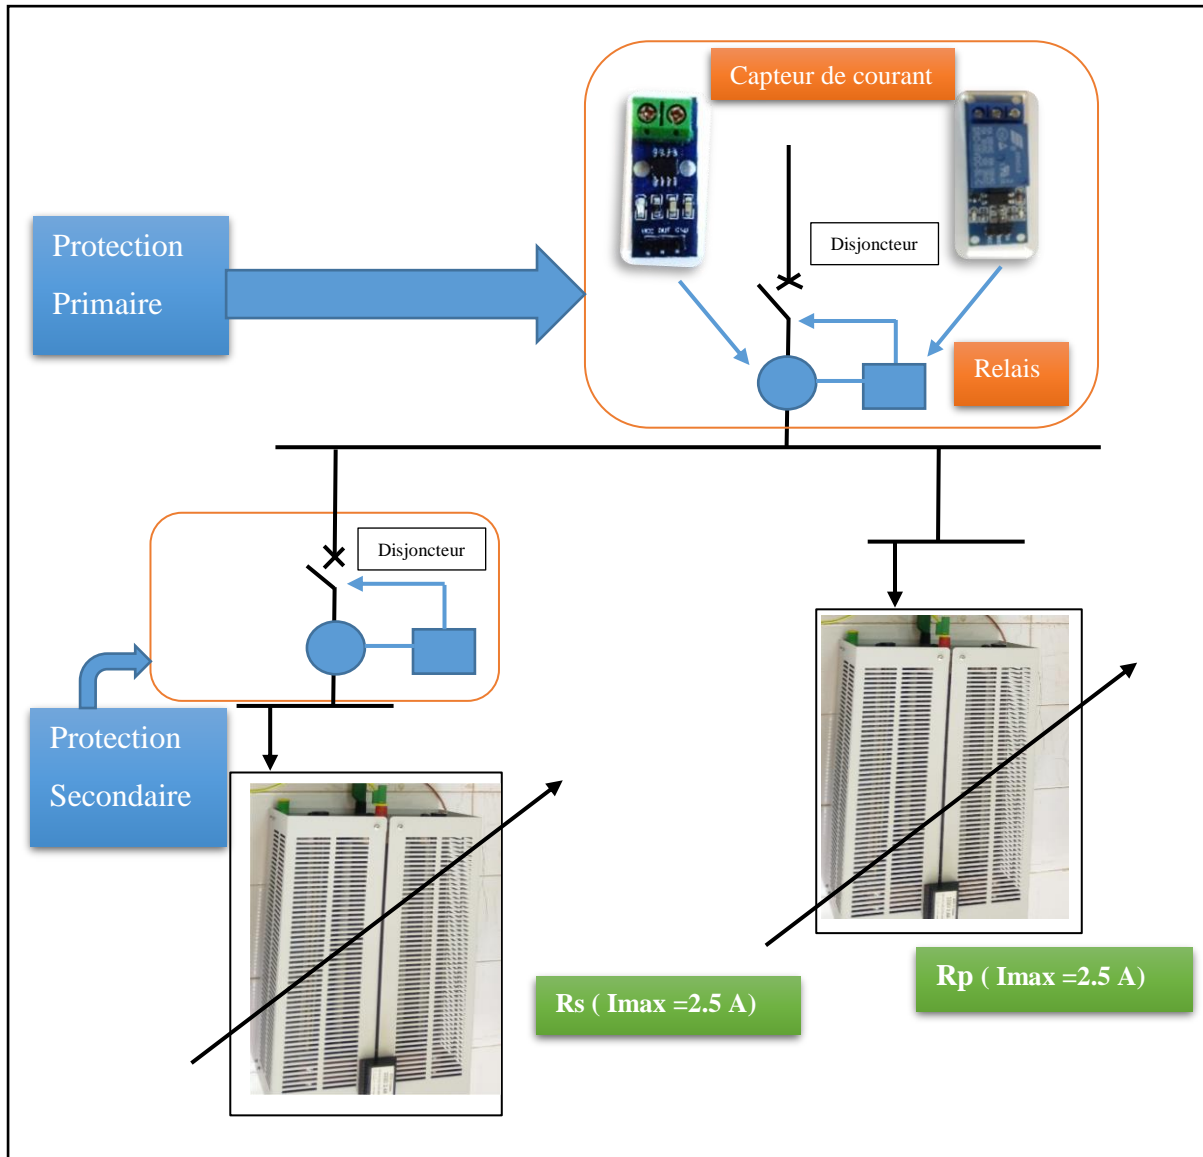 Capteur de courant
Protection
Primaire
Disjoncteur
Relais
Disjoncteur
Protection
Secondaire
Rp ( Imax =2.5 A)
Rs ( Imax =2.5 A)